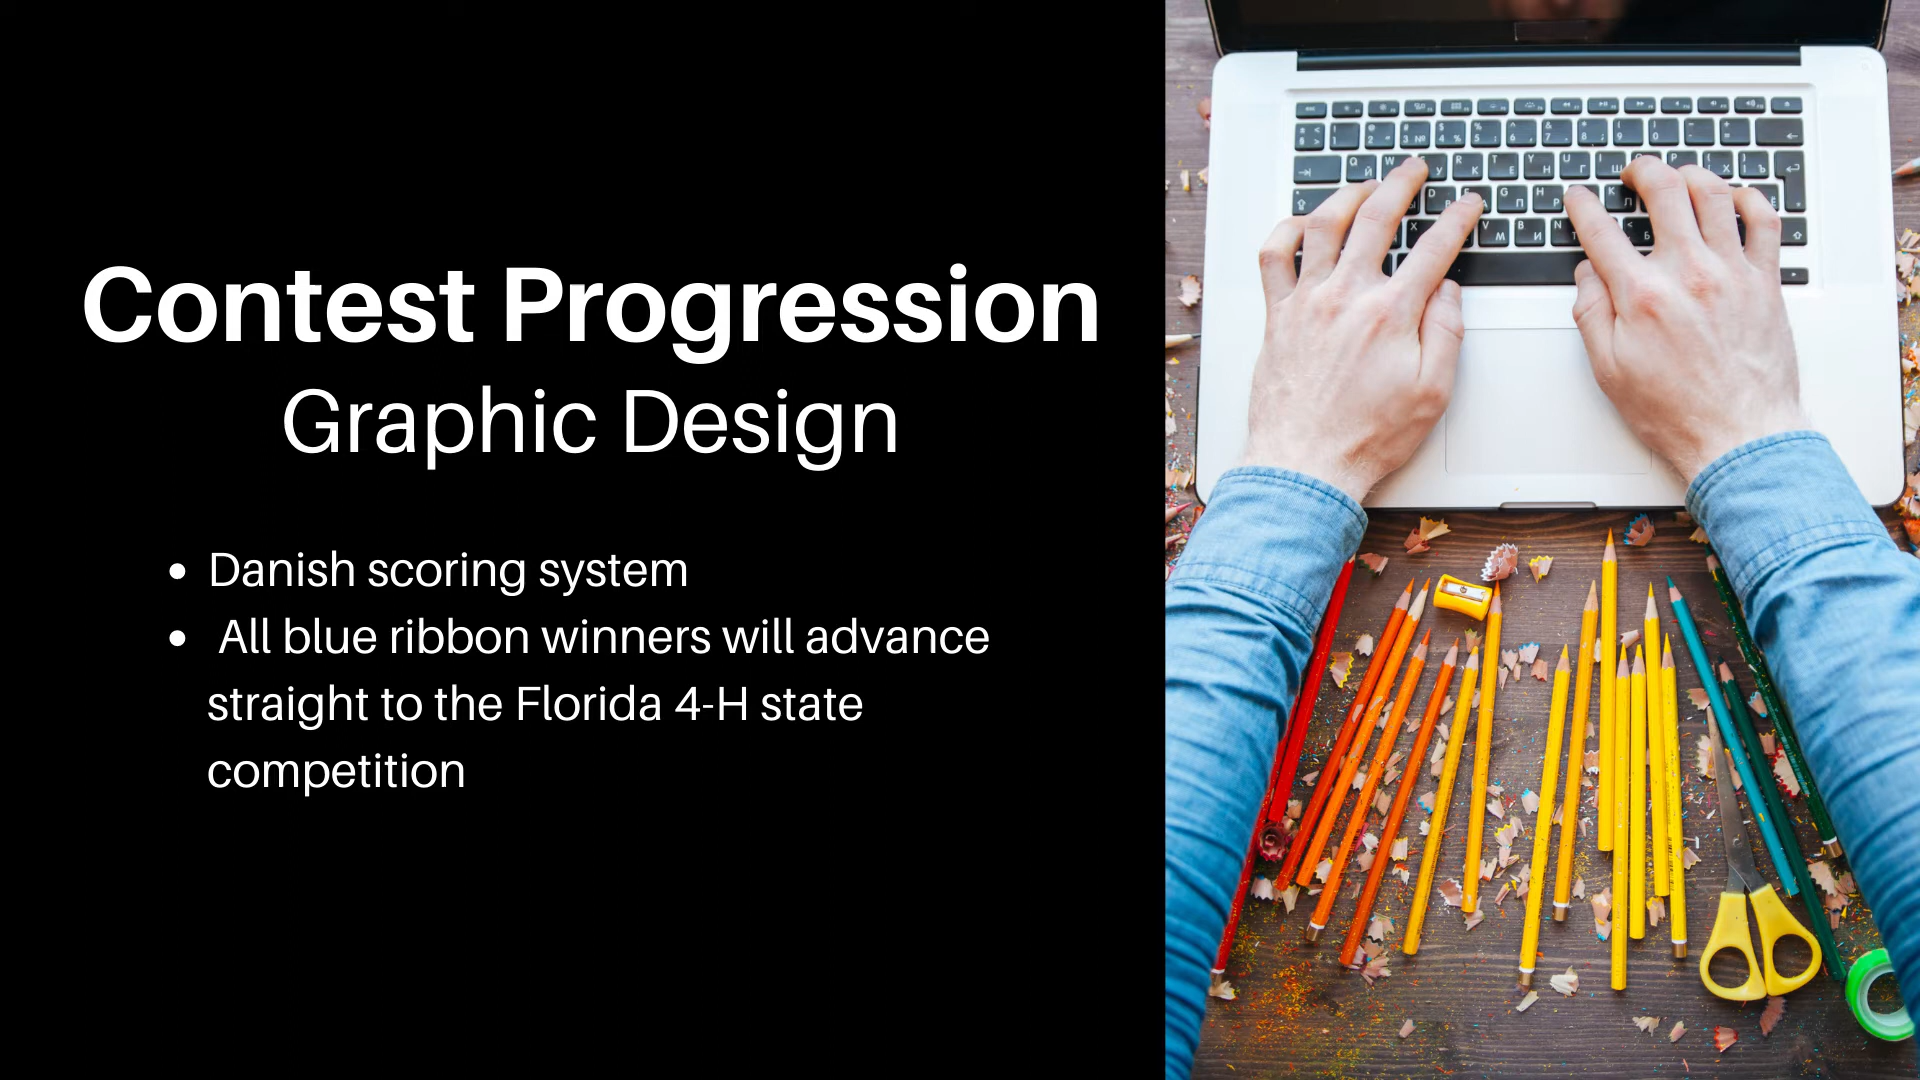 Contest Progression
Graphic Design
• Danish scoring system
• All blue ribbon winners will advance
straight to the Florida 4-H state
competition